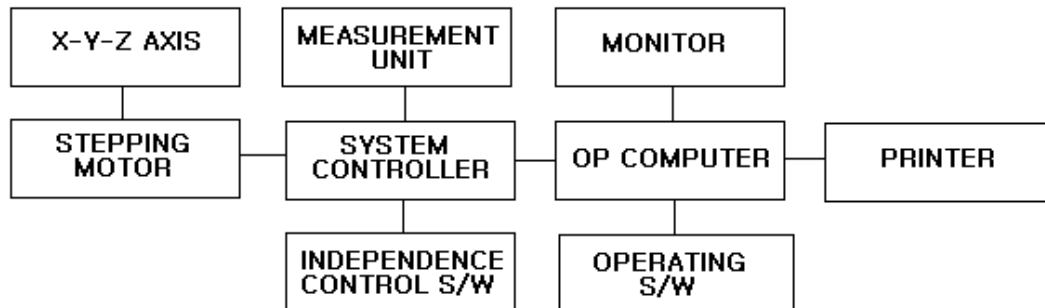 X-Y-Z AXIS
MEASUREMENT
UNIT
MONITOR
STEPPING
MOTOR
SYSTEM
CONTROLLER
OP COMPUTER
PRINTER
INDEPENDENCE
CONTROL S/W
OPERATING
S/W